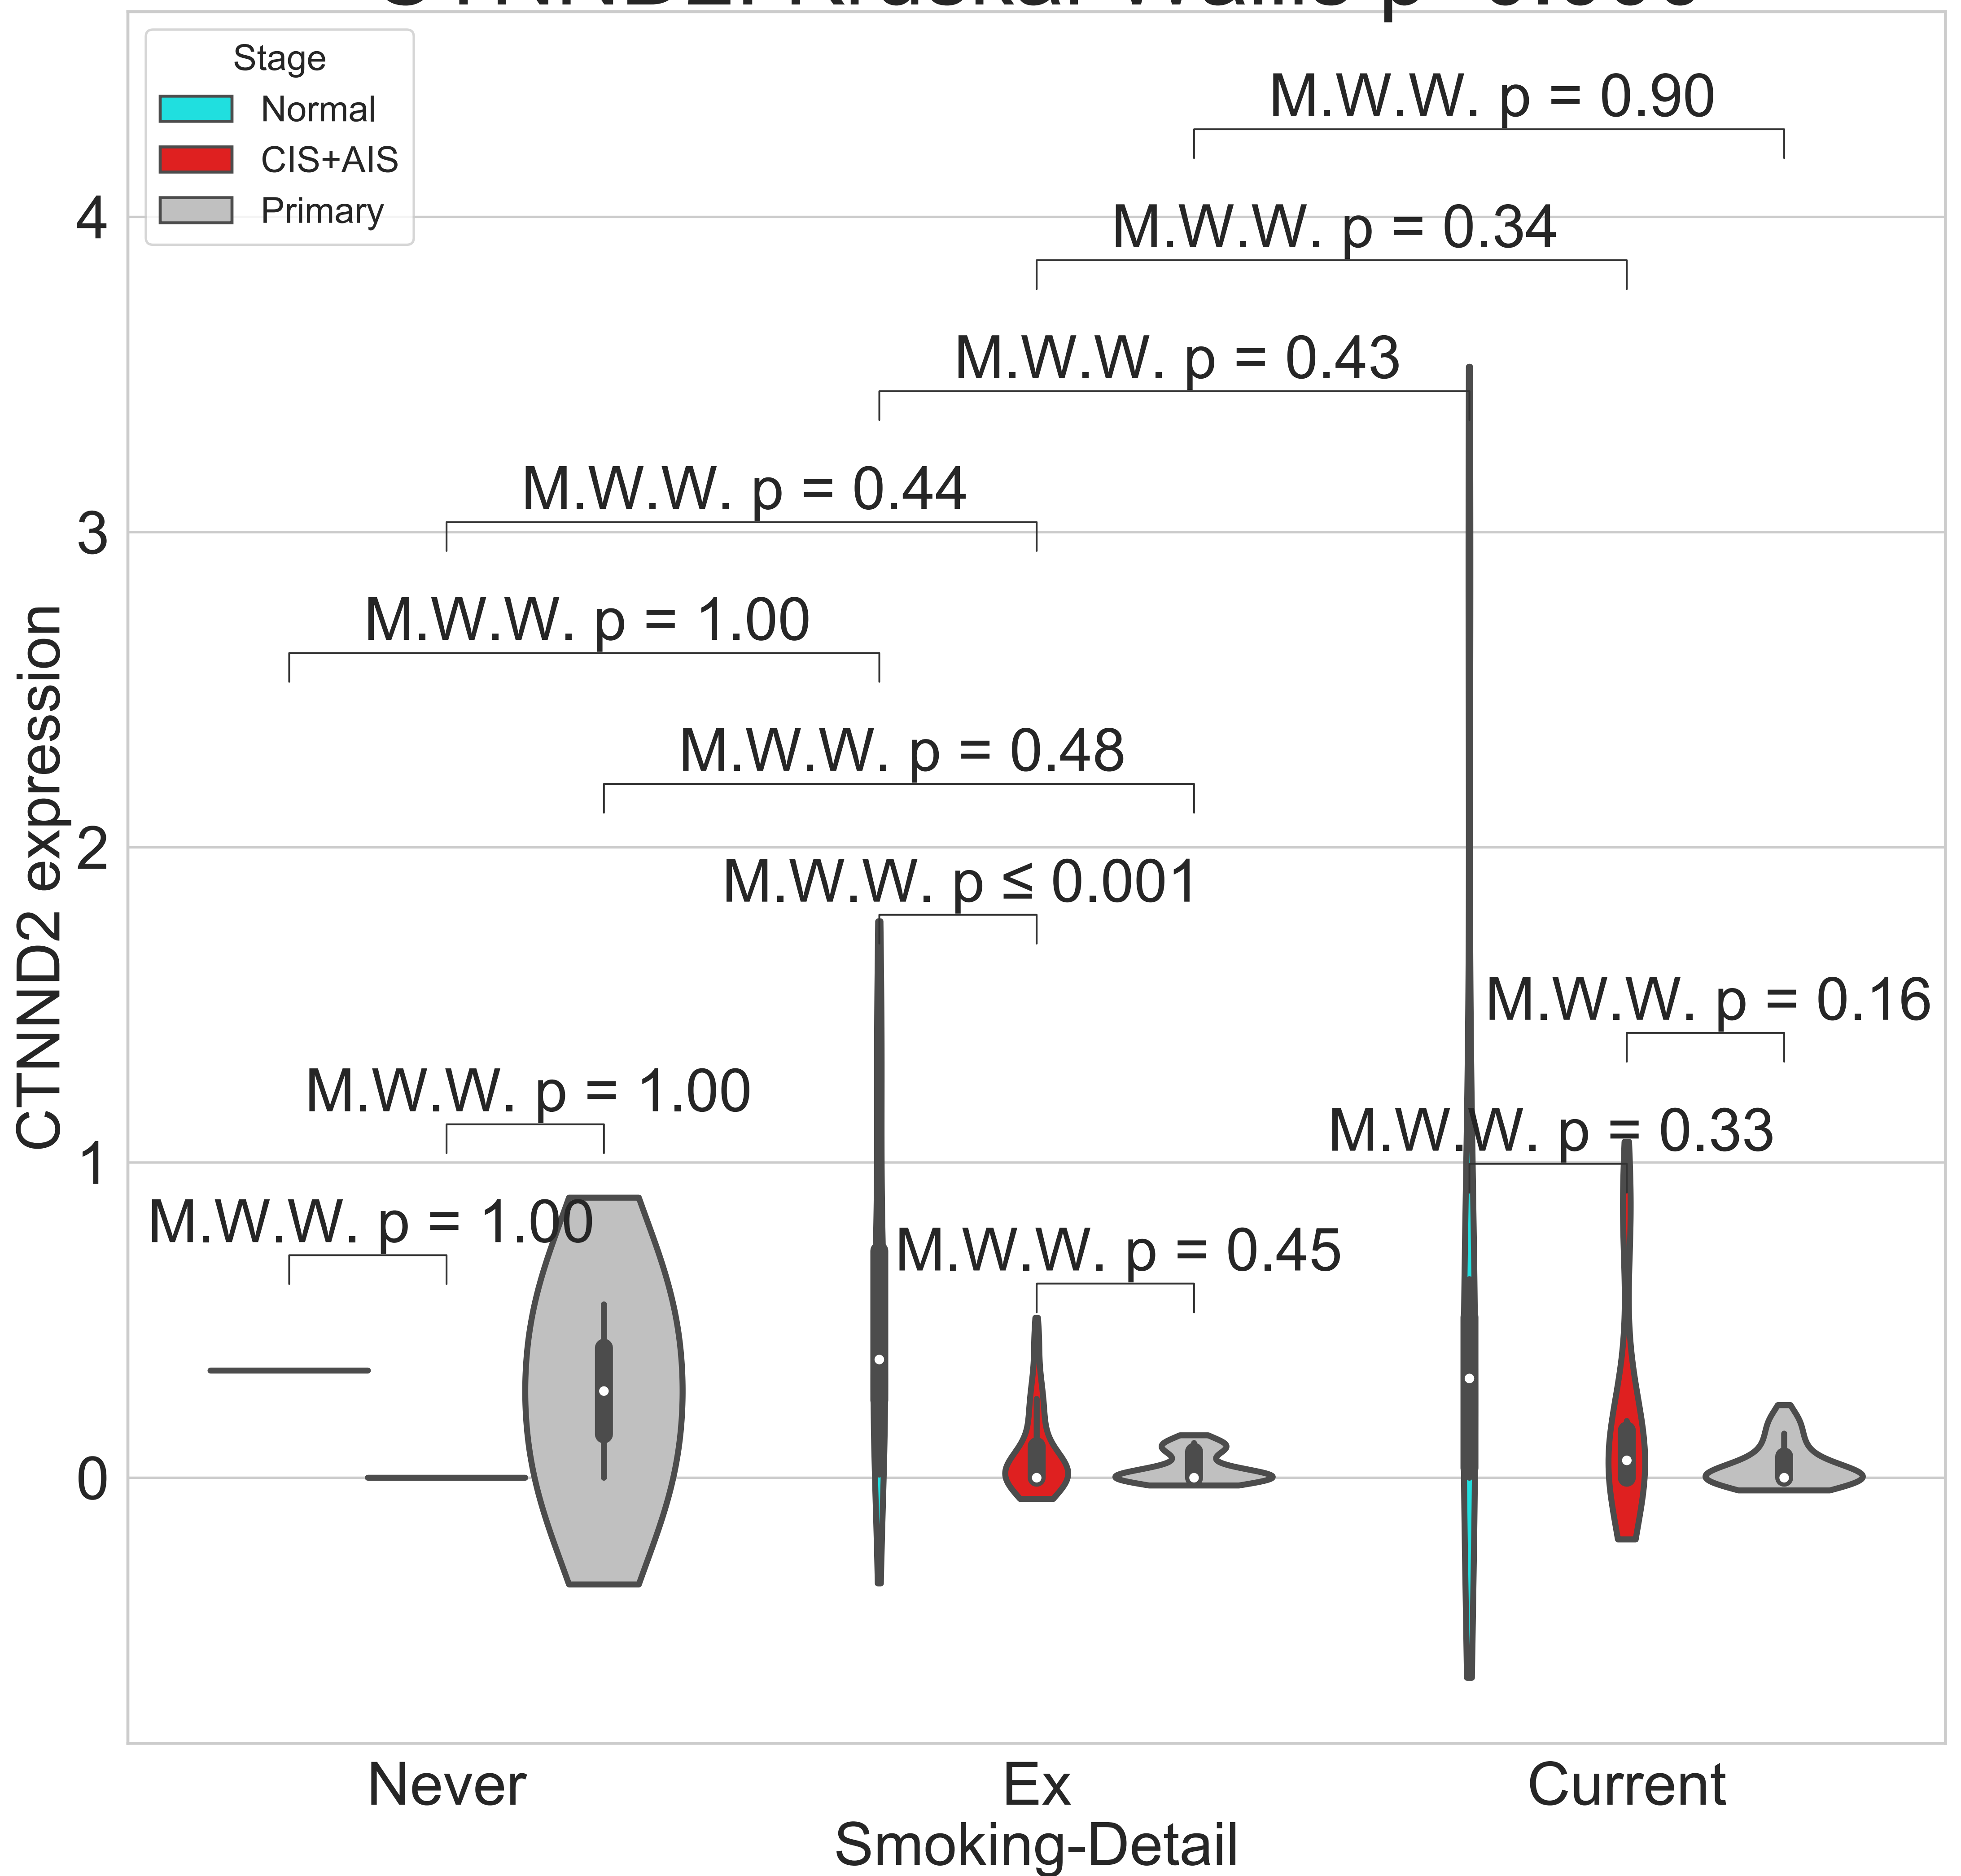 Stage
Normal
CIS+AIS
Primary
M.W.W. p = 0.90
M.W.W. p = 0.34
M.W.W. p = 0.43
M.W.W. p = 0.44
M.W.W. p = 1.00
M.W.W. p = 0.48
M.W.W. p ≤ 0.001
M.W.W. p = 0.16
M.W.W. p = 1.00
M.W.W. p = 0.33
M.W.W. p = 1.00
M.W.W. p = 0.45
4
3
2
1
0
CTNND2 expression
Never
Ex
Current
Smoking-Detail